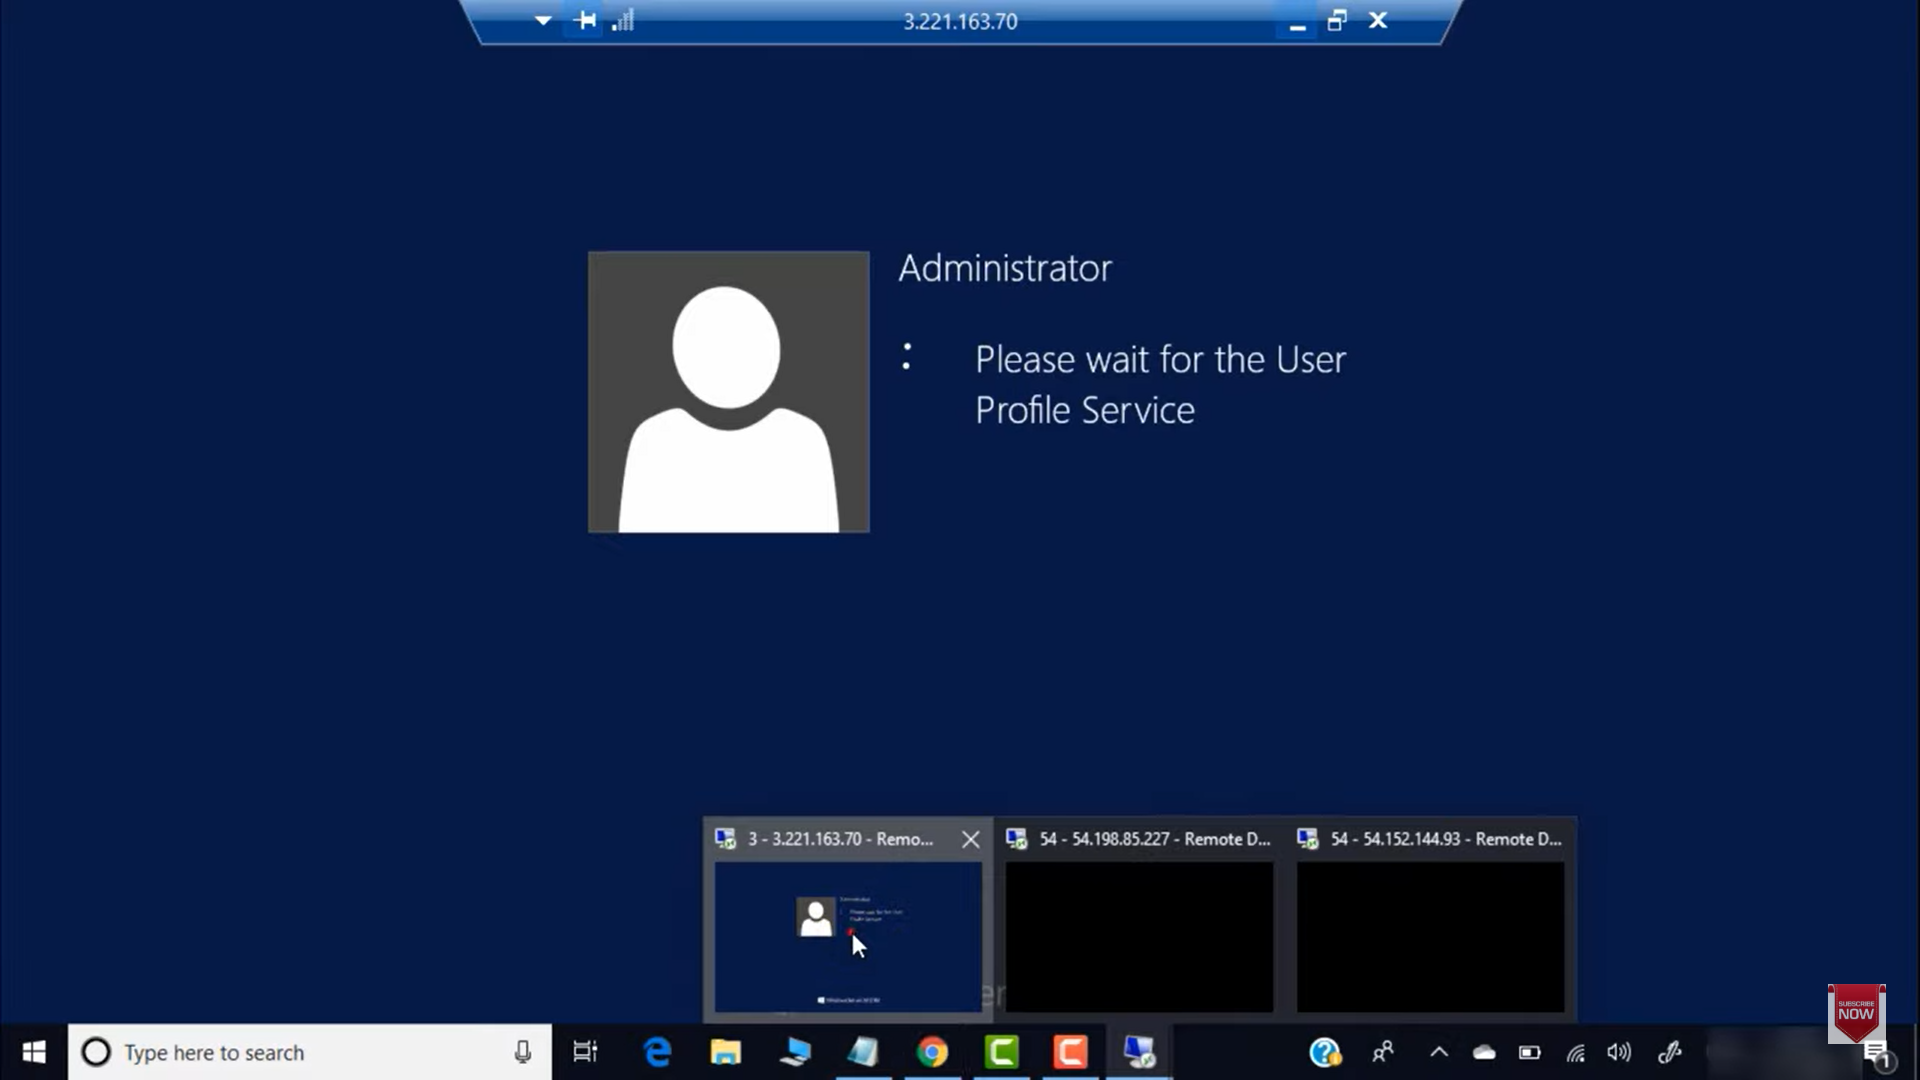 3.221.163.70
Administrator
Please wait for the User
Profile Service
3 - 3.221.163.70 - Remo...
54 - 54.198.85.227 - Remote D...
54 - 54.152.144.93 - Remote D...
Type here to search
SUBSCRIBE
NOW
1